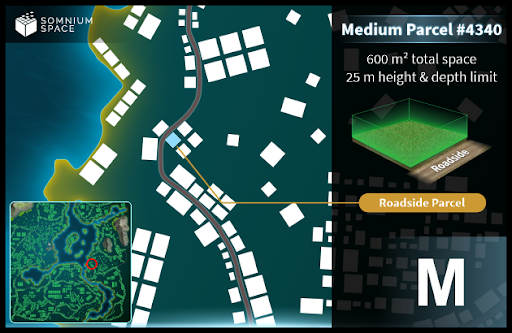 SOMNIUM
SPACE
Medium Parcel #4340
600 m² total space
25 m height & depth limit
Roadside
Roadside Parcel
M